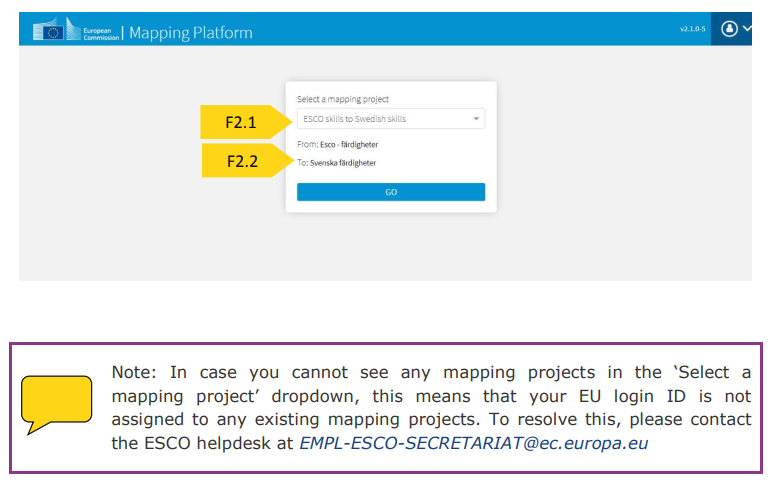 European
Commission
Mapping Platform
v2.1.0-5
Select a mapping project
F2.1
ESCO skills to Swedish skills
From: Esco - färdigheter
F2.2
To: Svenska färdigheter
GO
Note: In case you cannot see any mapping projects in the ‘Select a
mapping project’ dropdown, this means that your EU login ID is not
assigned to any existing mapping projects. To resolve this, please contact
the ESCO helpdesk at EMPL-ESCO-SECRETARIAT@ec.europa.eu